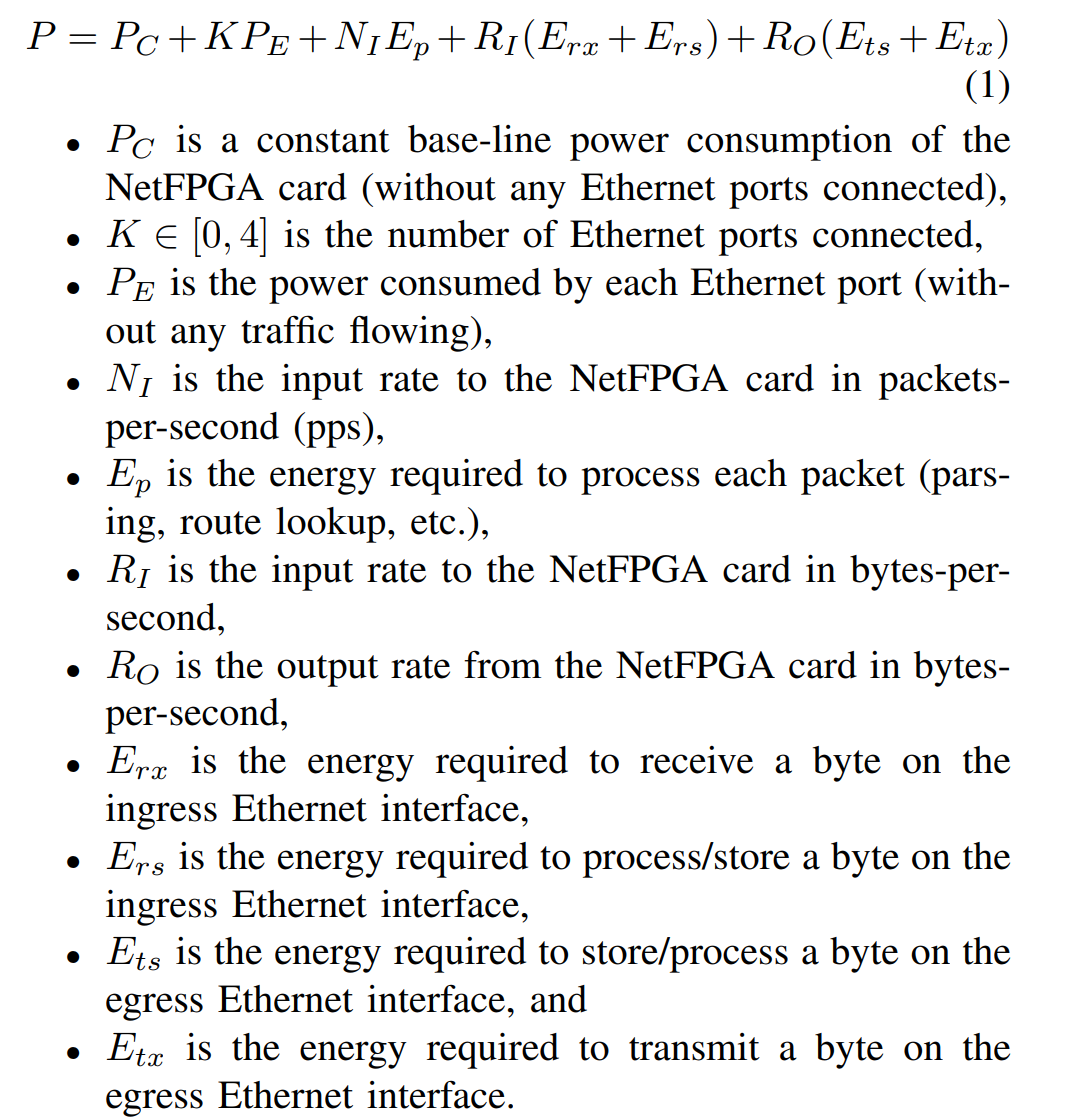 P = P_C + KP_E + N_I E_p + R_I(E_{rx} + E_{rs}) + R_O(E_{ts} + E_{tx})
(1)
• P_C is a constant base-line power consumption of the
NetFPGA card (without any Ethernet ports connected),
• K ∈ [0, 4] is the number of Ethernet ports connected,
• P_E is the power consumed by each Ethernet port (with-
out any traffic flowing),
• N_I is the input rate to the NetFPGA card in packets-
per-second (pps),
• E_p is the energy required to process each packet (pars-
ing, route lookup, etc.),
• R_I is the input rate to the NetFPGA card in bytes-per-
second,
• R_O is the output rate from the NetFPGA card in bytes-
per-second,
• E_{rx} is the energy required to receive a byte on the
ingress Ethernet interface,
• E_{rs} is the energy required to process/store a byte on the
ingress Ethernet interface,
• E_{ts} is the energy required to store/process a byte on the
egress Ethernet interface, and
• E_{tx} is the energy required to transmit a byte on the
egress Ethernet interface.